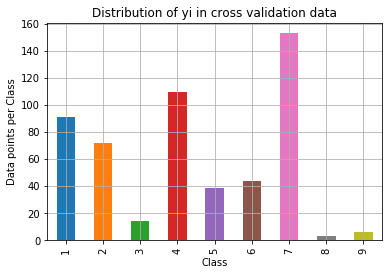 Distribution of yi in cross validation data
Data points per Class
160
140
120
100
80
60
40
20
0
1 2 3 4 5 6 7 8 9
Class